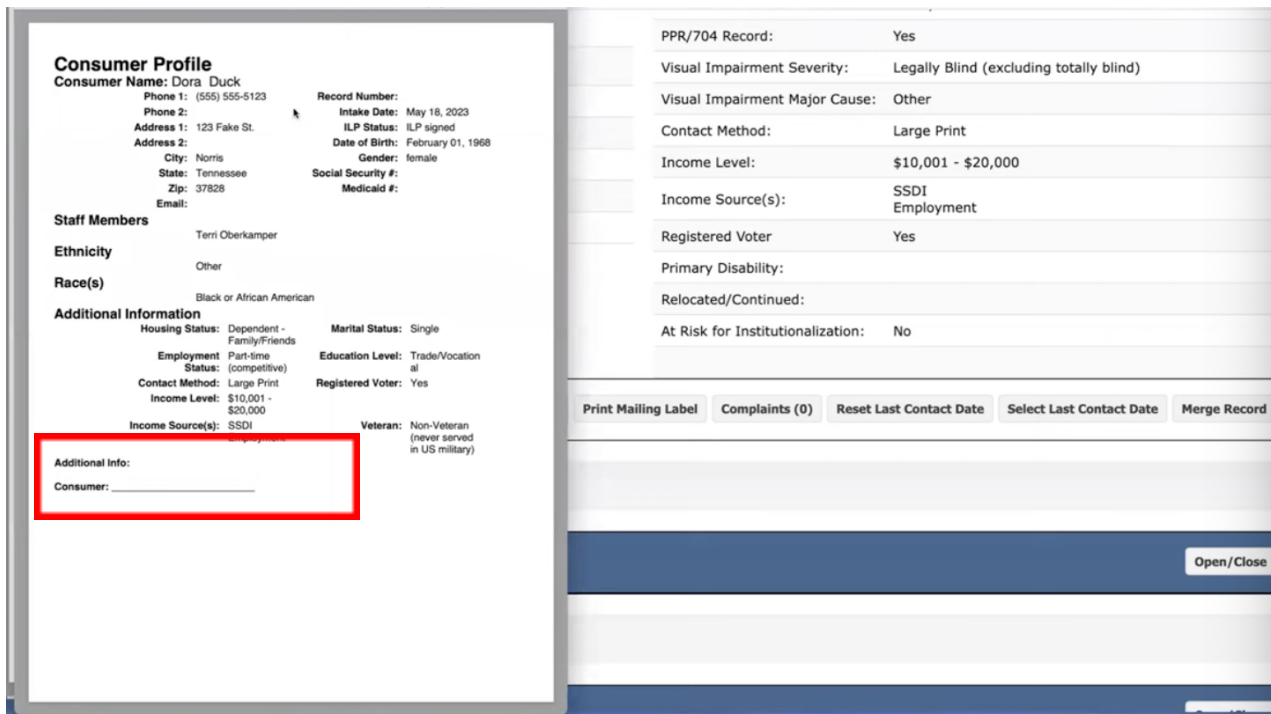 Consumer Profile
Consumer Name: Dora Duck
Phone 1: (555) 555-5123
Phone 2:
Address 1: 123 Fake St.
Address 2:
City: Norris
State: Tennessee
Zip: 37828
Email:
Record Number:
Intake Date: May 18, 2023
ILP Status: ILP signed
Date of Birth: February 01, 1968
Gender: female
Social Security #:
Medicaid #:
Staff Members
Terri Oberkamper
Ethnicity
Other
Race(s)
Black or African American
Additional Information
Housing Status: Dependent -
Family/Friends
Marital Status: Single
Employment Part-time
Status: (competitive)
Education Level: Trade/Vocation
al
Contact Method: Large Print
Registered Voter: Yes
Income Level: $10,001 -
$20,000
Income Source(s): SSDI
Employment
Veteran: Non-Veteran
(never served
in US military)
Additional Info:
Consumer:
PPR/704 Record: Yes
Visual Impairment Severity: Legally Blind (excluding totally blind)
Visual Impairment Major Cause: Other
Contact Method: Large Print
Income Level: $10,001 - $20,000
Income Source(s): SSDI
Employment
Registered Voter Yes
Primary Disability:
Relocated/Continued:
At Risk for Institutionalization: No
Print Mailing Label Complaints (0) Reset Last Contact Date Select Last Contact Date Merge Record
Open/Close